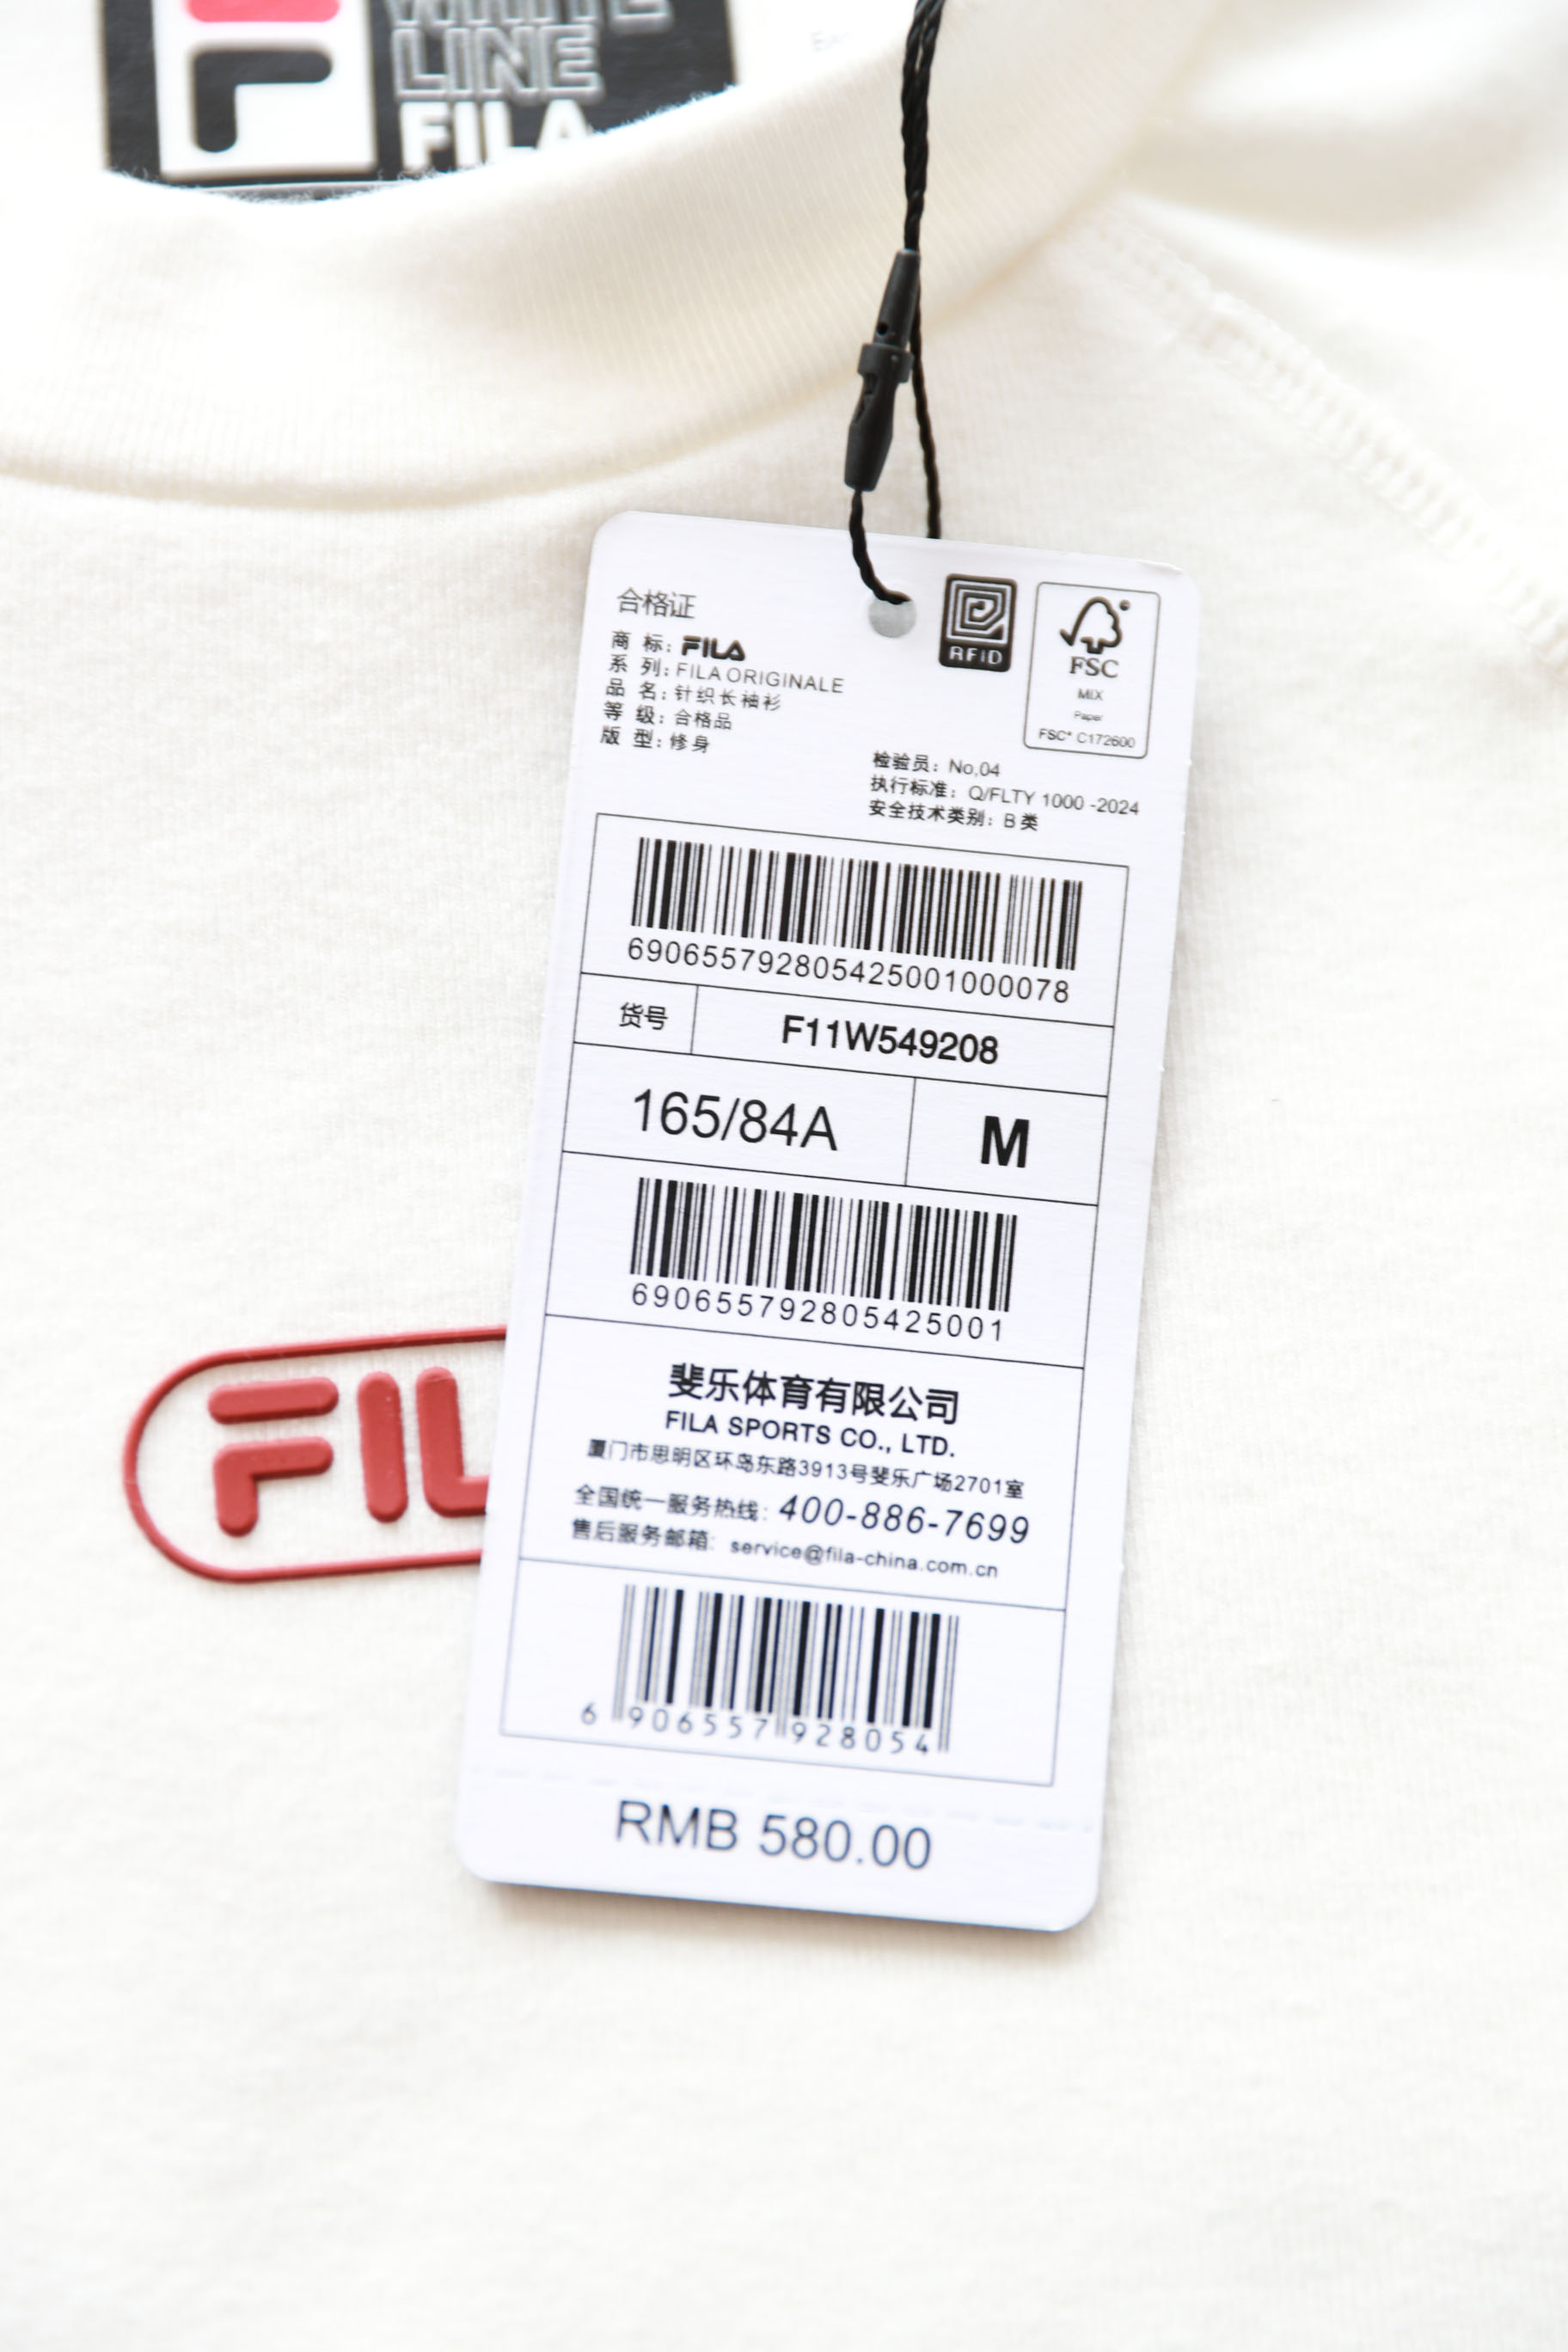 LINE
FILA
合格证
商 标: FILA
系 列: FILA ORIGINALE
品 名: 针织长袖衫
等 级: 合格品
版 型: 修身
RFID
FSC
MIX
Paper
FSC® C172600
检验员: No,04
执行标准: Q/FLTY 1000 -2024
安全技术类别: B 类
690655792805425001000078
货号 F11W549208
165/84A M
690655792805425001
斐乐体育有限公司
FILA SPORTS CO., LTD.
厦门市思明区环岛东路3913号斐乐广场2701室
全国统一服务热线: 400-886-7699
售后服务邮箱: service@fila-china.com.cn
6 906557 928054
RMB 580.00
FIL